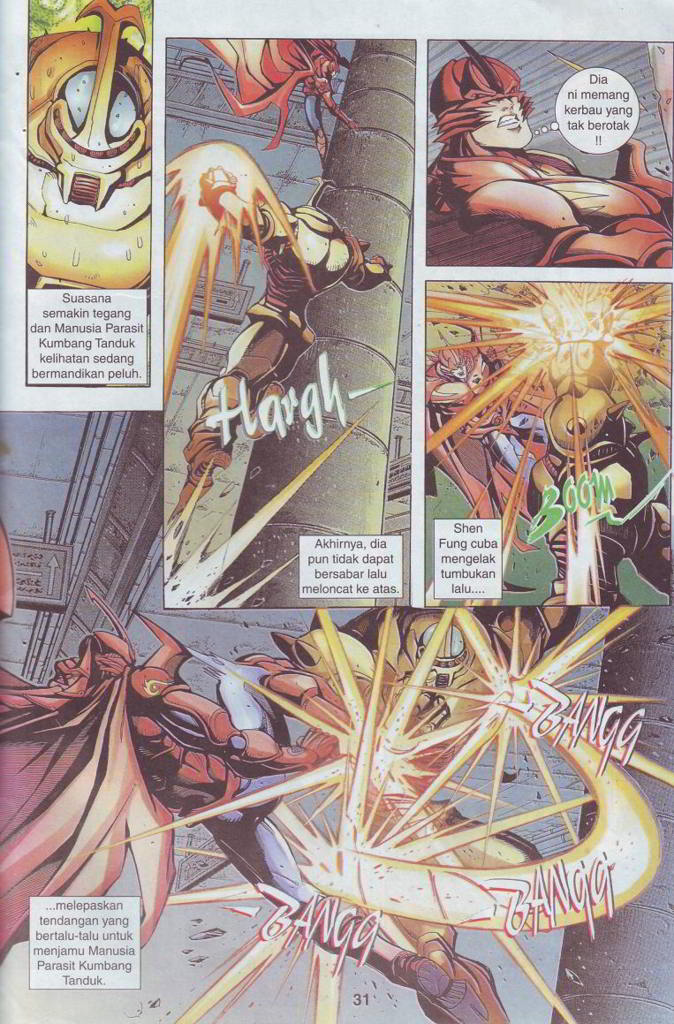 Suasana
semakin tegang
dan Manusia Parasit
Kumbang Tanduk
kelihatan sedang
bermandikan peluh.
Hargh
Akhirnya, dia
pun tidak dapat
bersabar lalu
meloncat ke atas.
Dia
ni memang
kerbau yang
tak berotak
!!
BOOM
Shen
Fung cuba
mengelak
tumbukan
lalu....
BANGG
BANGG
BANGG
...melepaskan
tendangan yang
bertalu-talu untuk
menjamu Manusia
Parasit Kumbang
Tanduk.
31